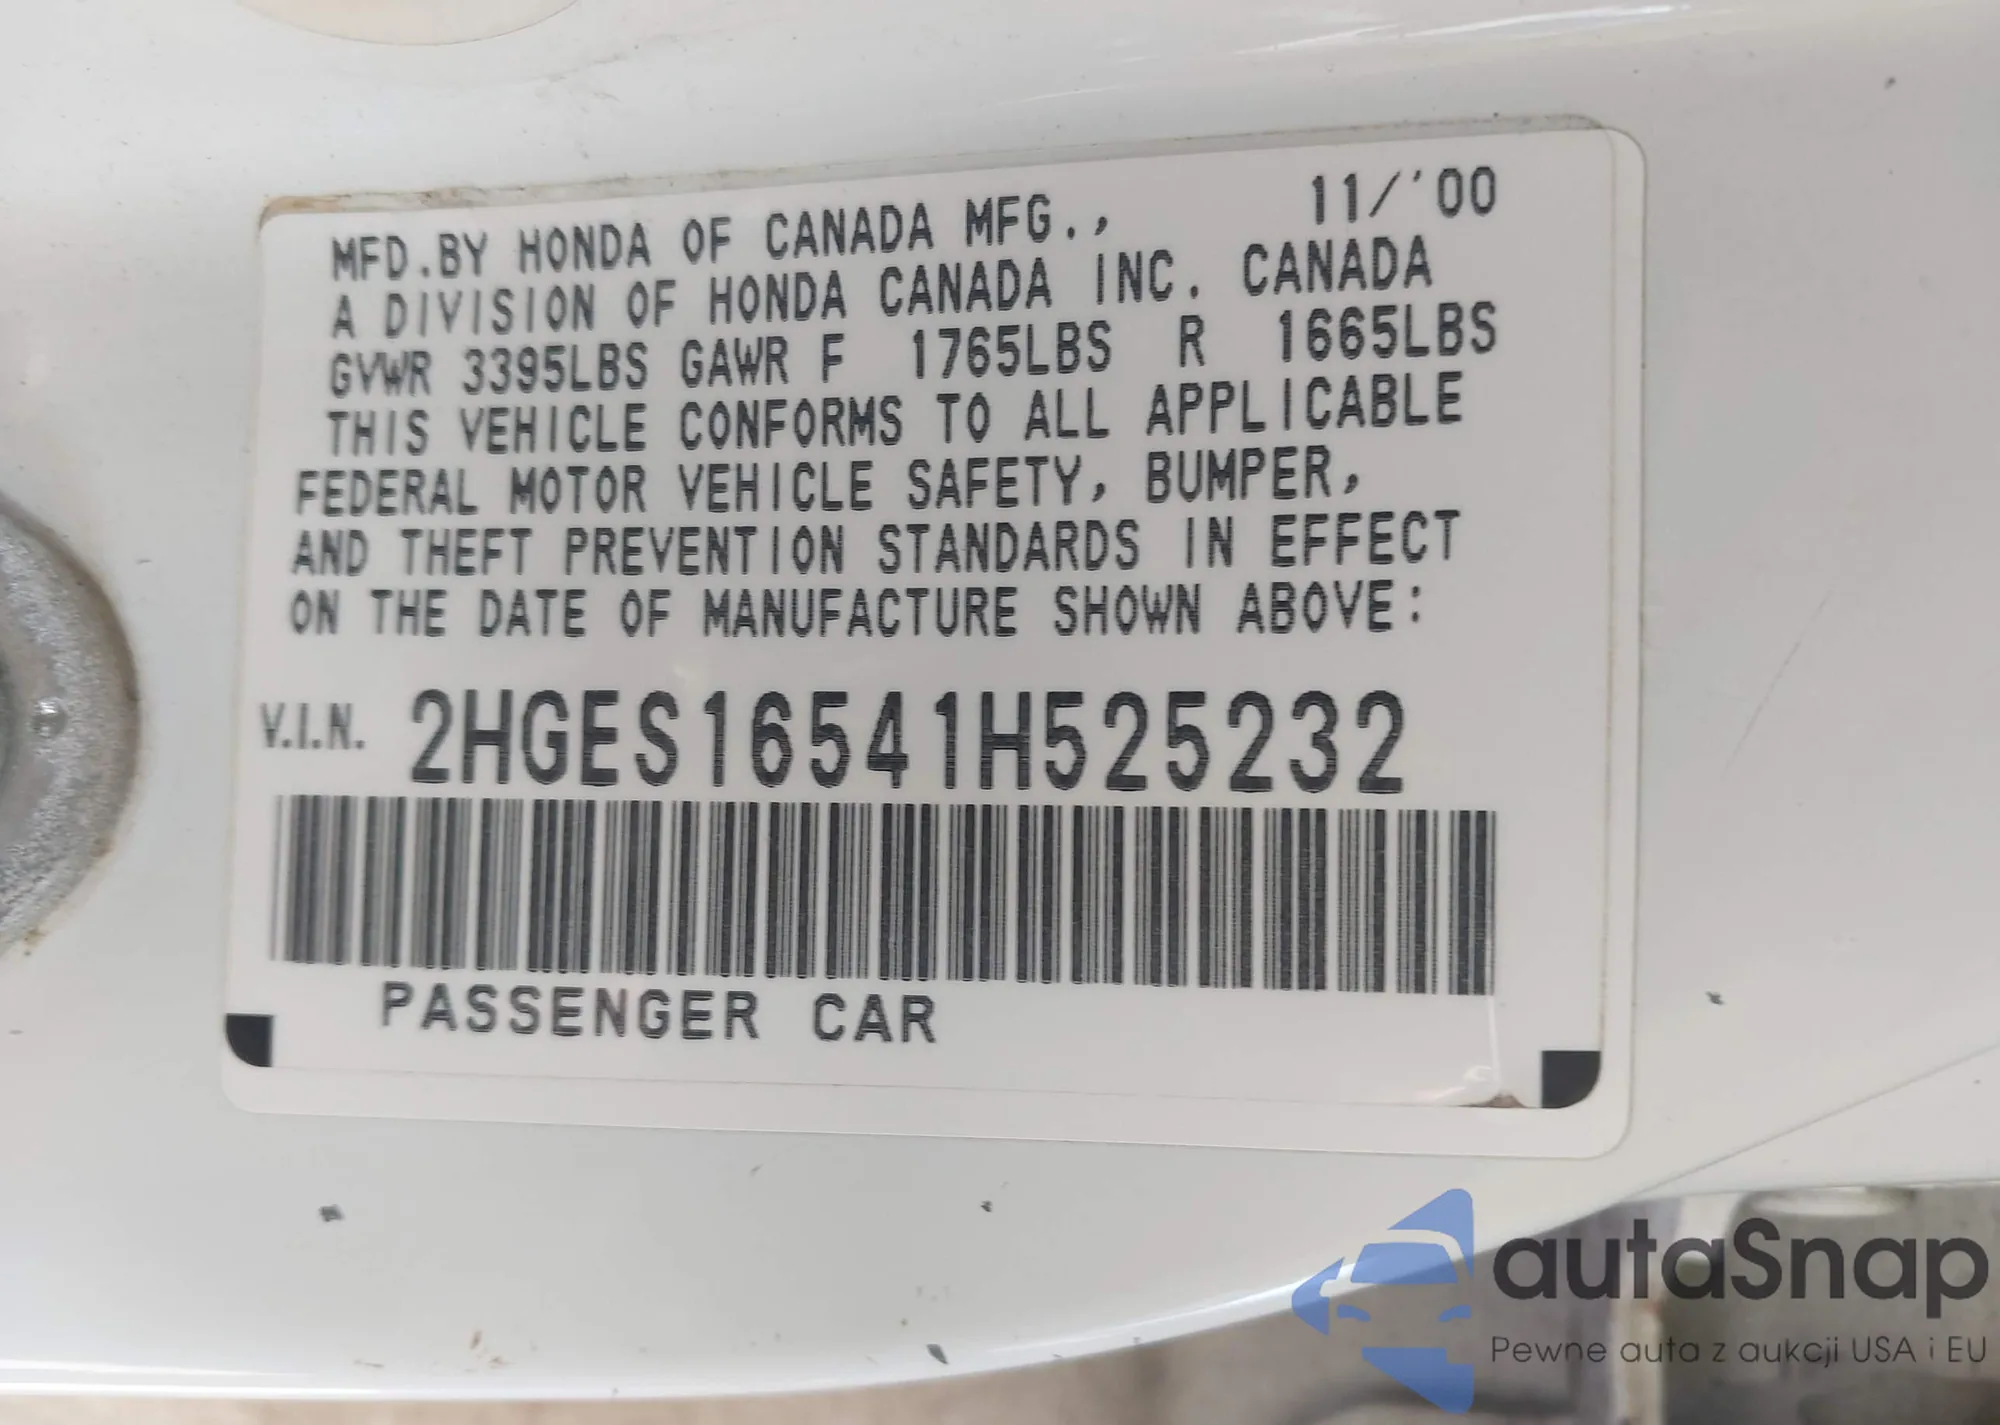 11/'00
MFD.BY HONDA OF CANADA MFG.,
A DIVISION OF HONDA CANADA INC. CANADA
GVWR 3395LBS GAWR F 1765LBS R 1665LBS
THIS VEHICLE CONFORMS TO ALL APPLICABLE
FEDERAL MOTOR VEHICLE SAFETY, BUMPER,
AND THEFT PREVENTION STANDARDS IN EFFECT
ON THE DATE OF MANUFACTURE SHOWN ABOVE:
V.I.N. 2HGES16541H525232
PASSENGER CAR
autaSnap
Pewne auta z aukcji USA i EU